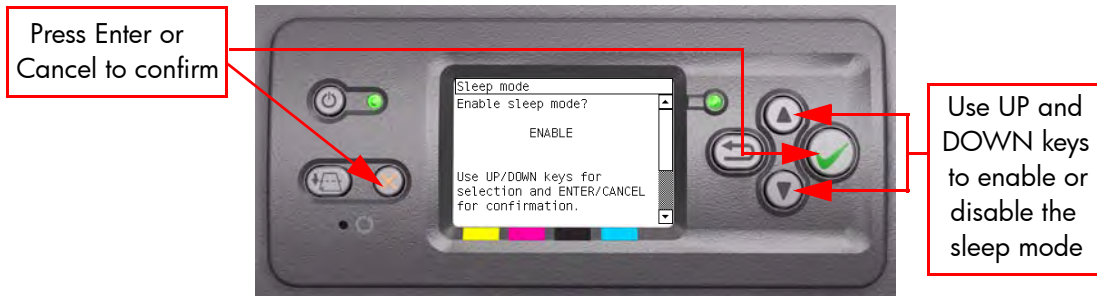 Press Enter or
Cancel to confirm
Sleep mode
Enable sleep mode?
ENABLE
Use UP/DOWN keys for
selection and ENTER/CANCEL
for confirmation.
Use UP and
DOWN keys
to enable or
disable the
sleep mode